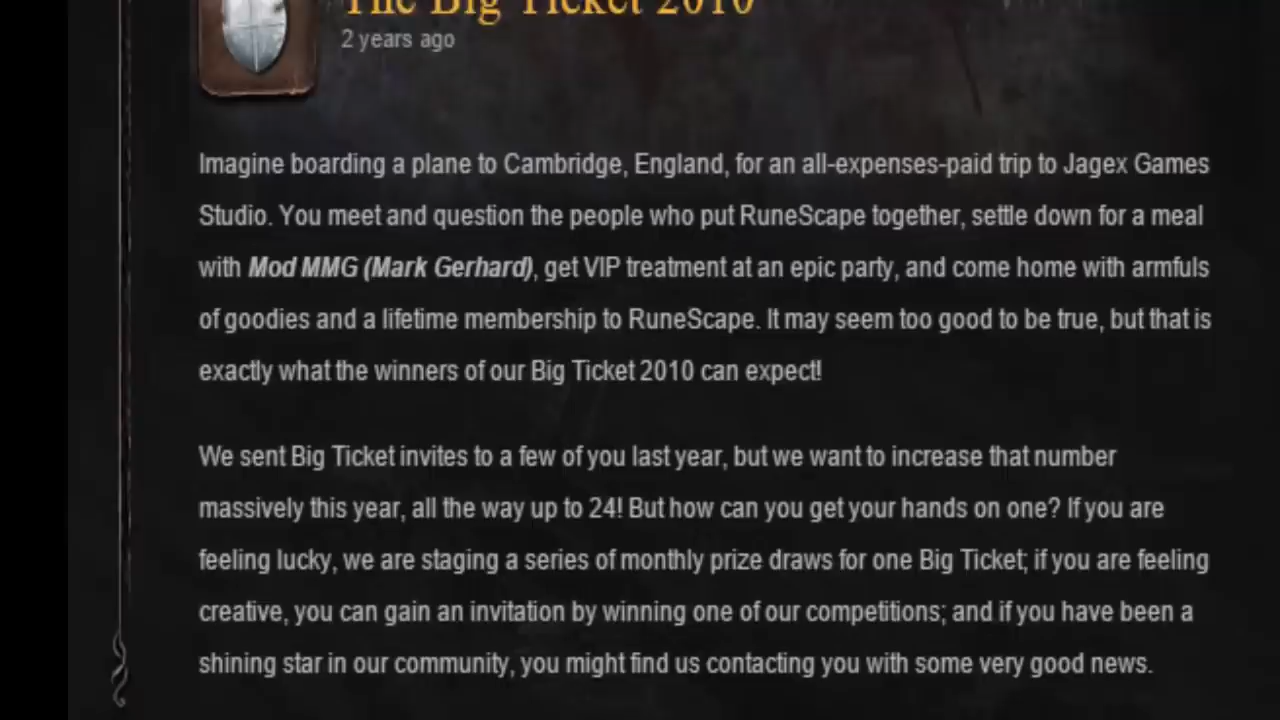 The Big Ticket 2010
2 years ago
Imagine boarding a plane to Cambridge, England, for an all-expenses-paid trip to Jagex Games
Studio. You meet and question the people who put RuneScape together, settle down for a meal
with Mod MMG (Mark Gerhard), get VIP treatment at an epic party, and come home with armfuls
of goodies and a lifetime membership to RuneScape. It may seem too good to be true, but that is
exactly what the winners of our Big Ticket 2010 can expect!
We sent Big Ticket invites to a few of you last year, but we want to increase that number
massively this year, all the way up to 24! But how can you get your hands on one? If you are
feeling lucky, we are staging a series of monthly prize draws for one Big Ticket; if you are feeling
creative, you can gain an invitation by winning one of our competitions; and if you have been a
shining star in our community, you might find us contacting you with some very good news.